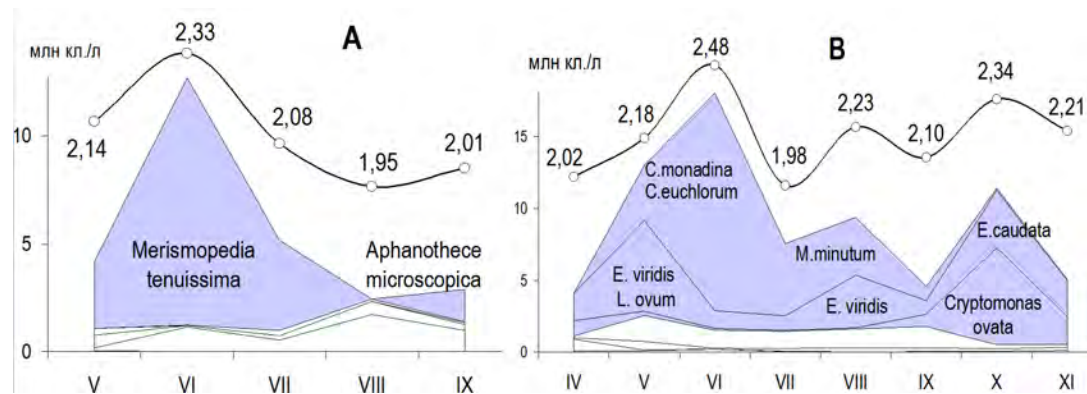 A
млн кл./л
2,14
2,33
2,08
1,95
2,01
10
5
0
Merismopedia
tenuissima
Aphanothece
microscopica
V
VI
VII
VIII
IX
B
млн кл./л
2,02
2,18
2,48
1,98
2,23
2,10
2,34
2,21
15
10
5
0
C.monadina
C.euchlorum
E. viridis
L. ovum
M.minutum
E. viridis
E.caudata
Cryptomonas
ovata
IV
V
VI
VII
VIII
IX
X
XI